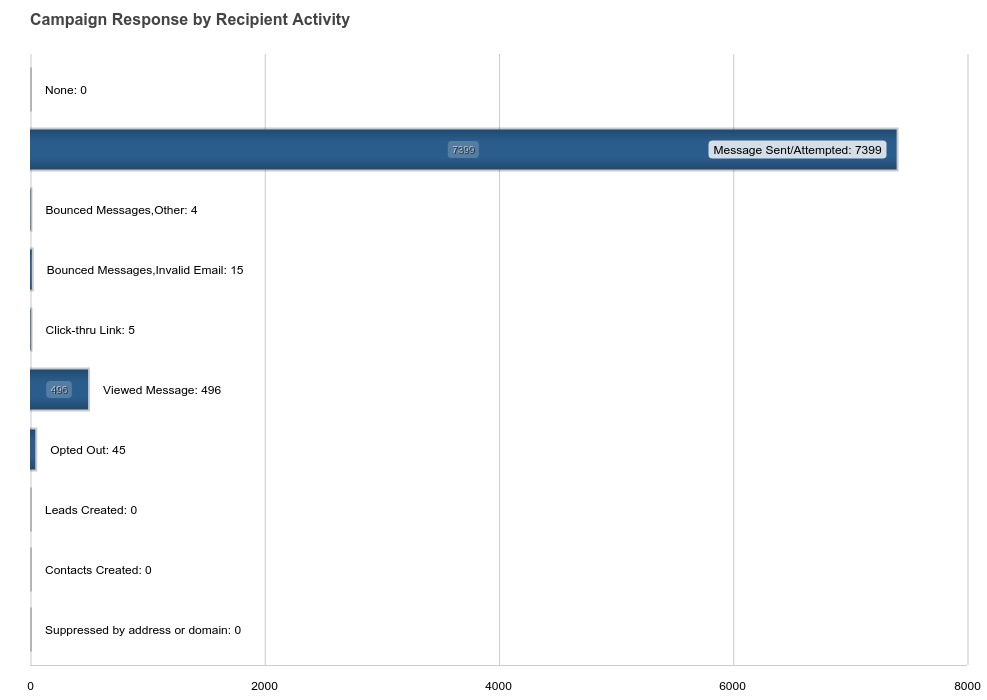 Campaign Response by Recipient Activity
None: 0
7399 Message Sent/Attempted: 7399
Bounced Messages,Other: 4
Bounced Messages,Invalid Email: 15
Click-thru Link: 5
496 Viewed Message: 496
Opted Out: 45
Leads Created: 0
Contacts Created: 0
Suppressed by address or domain: 0
0 2000 4000 6000 8000